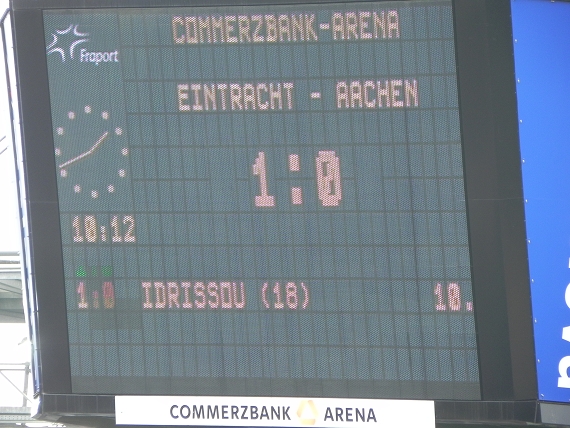 COMMERZBANK-ARENA
Fraport
EINTRACHT - AACHEN
1:0
10:12
1:0 IDRISSOU (18) 10.
COMMERZBANK ARENA